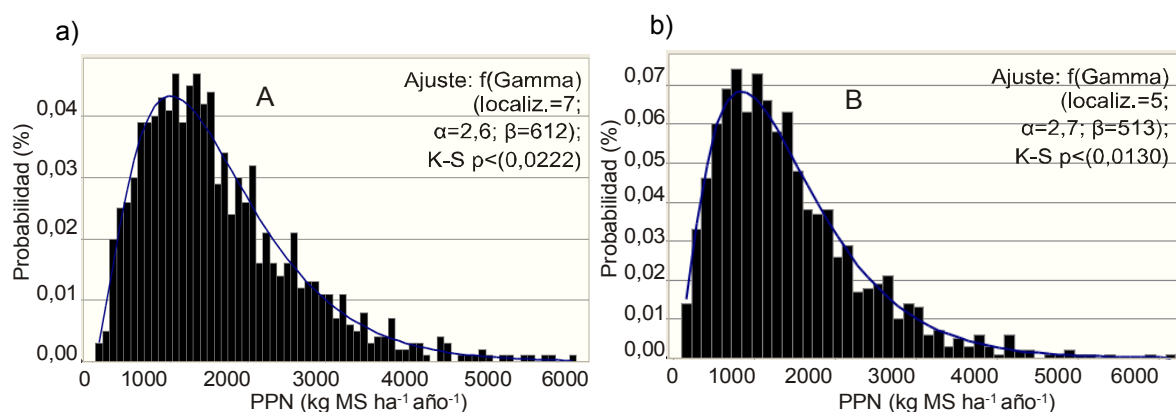 a)
A
Ajuste: f(Gamma)
(localiz.=7;
α=2,6; β=612);
K-S p<(0,0222)
Probabilidad (%)
0,04
0,03
0,02
0,01
0,00
0 1000 2000 3000 4000 5000 6000
PPN (kg MS ha⁻¹ año⁻¹)
b)
B
Ajuste: f(Gamma)
(localiz.=5;
α=2,7; β=513);
K-S p<(0,0130)
Probabilidad (%)
0,07
0,06
0,05
0,04
0,03
0,02
0,01
0,00
0 1000 2000 3000 4000 5000 6000
PPN (kg MS ha⁻¹ año⁻¹)